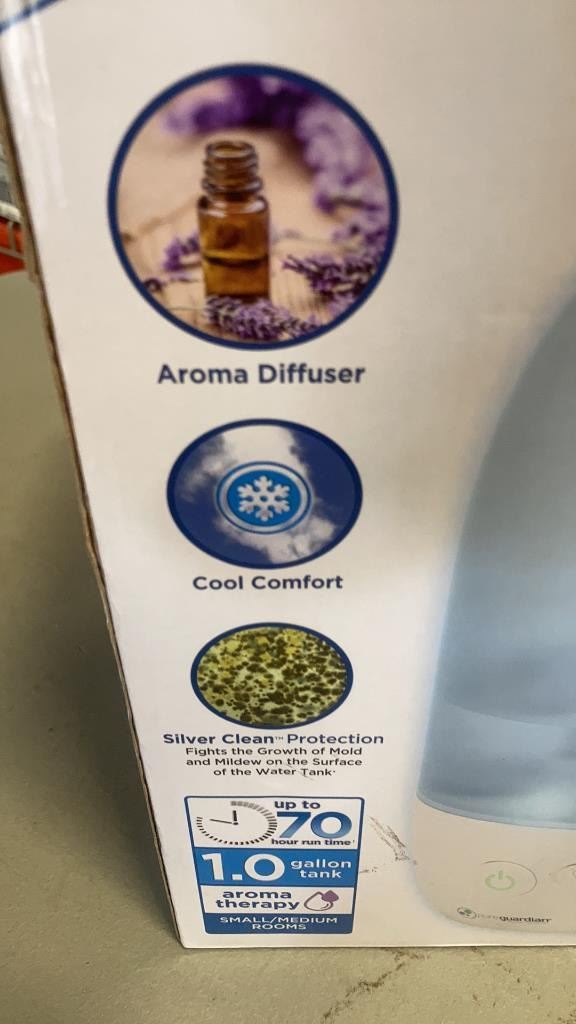 Aroma Diffuser
Cool Comfort
Silver Clean™ Protection
Fights the Growth of Mold
and Mildew on the Surface
of the Water Tank*
up to
70
hour run time†
1.0 gallon
tank
aroma
therapy
SMALL/MEDIUM
ROOMS
pureguardian